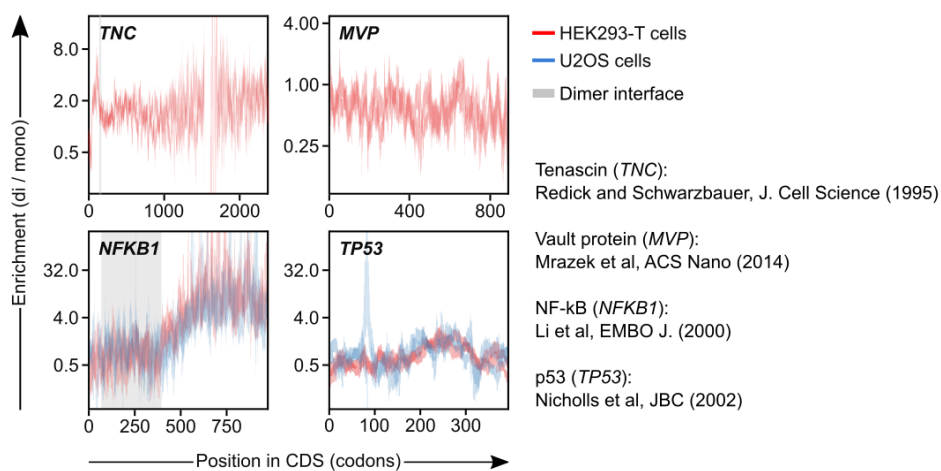 TNC
8.0
2.0
0.5
0
1000
2000
MVP
4.00
1.00
0.25
0
400
800
NFKB1
32.0
4.0
0.5
0
250
500
750
TP53
32.0
4.0
0.5
0
100
200
300
Enrichment (di / mono)
Position in CDS (codons)
HEK293-T cells
U2OS cells
Dimer interface
Tenascin (TNC):
Redick and Schwarzbauer, J. Cell Science (1995)
Vault protein (MVP):
Mrazek et al, ACS Nano (2014)
NF-kB (NFKB1):
Li et al, EMBO J. (2000)
p53 (TP53):
Nicholls et al, JBC (2002)